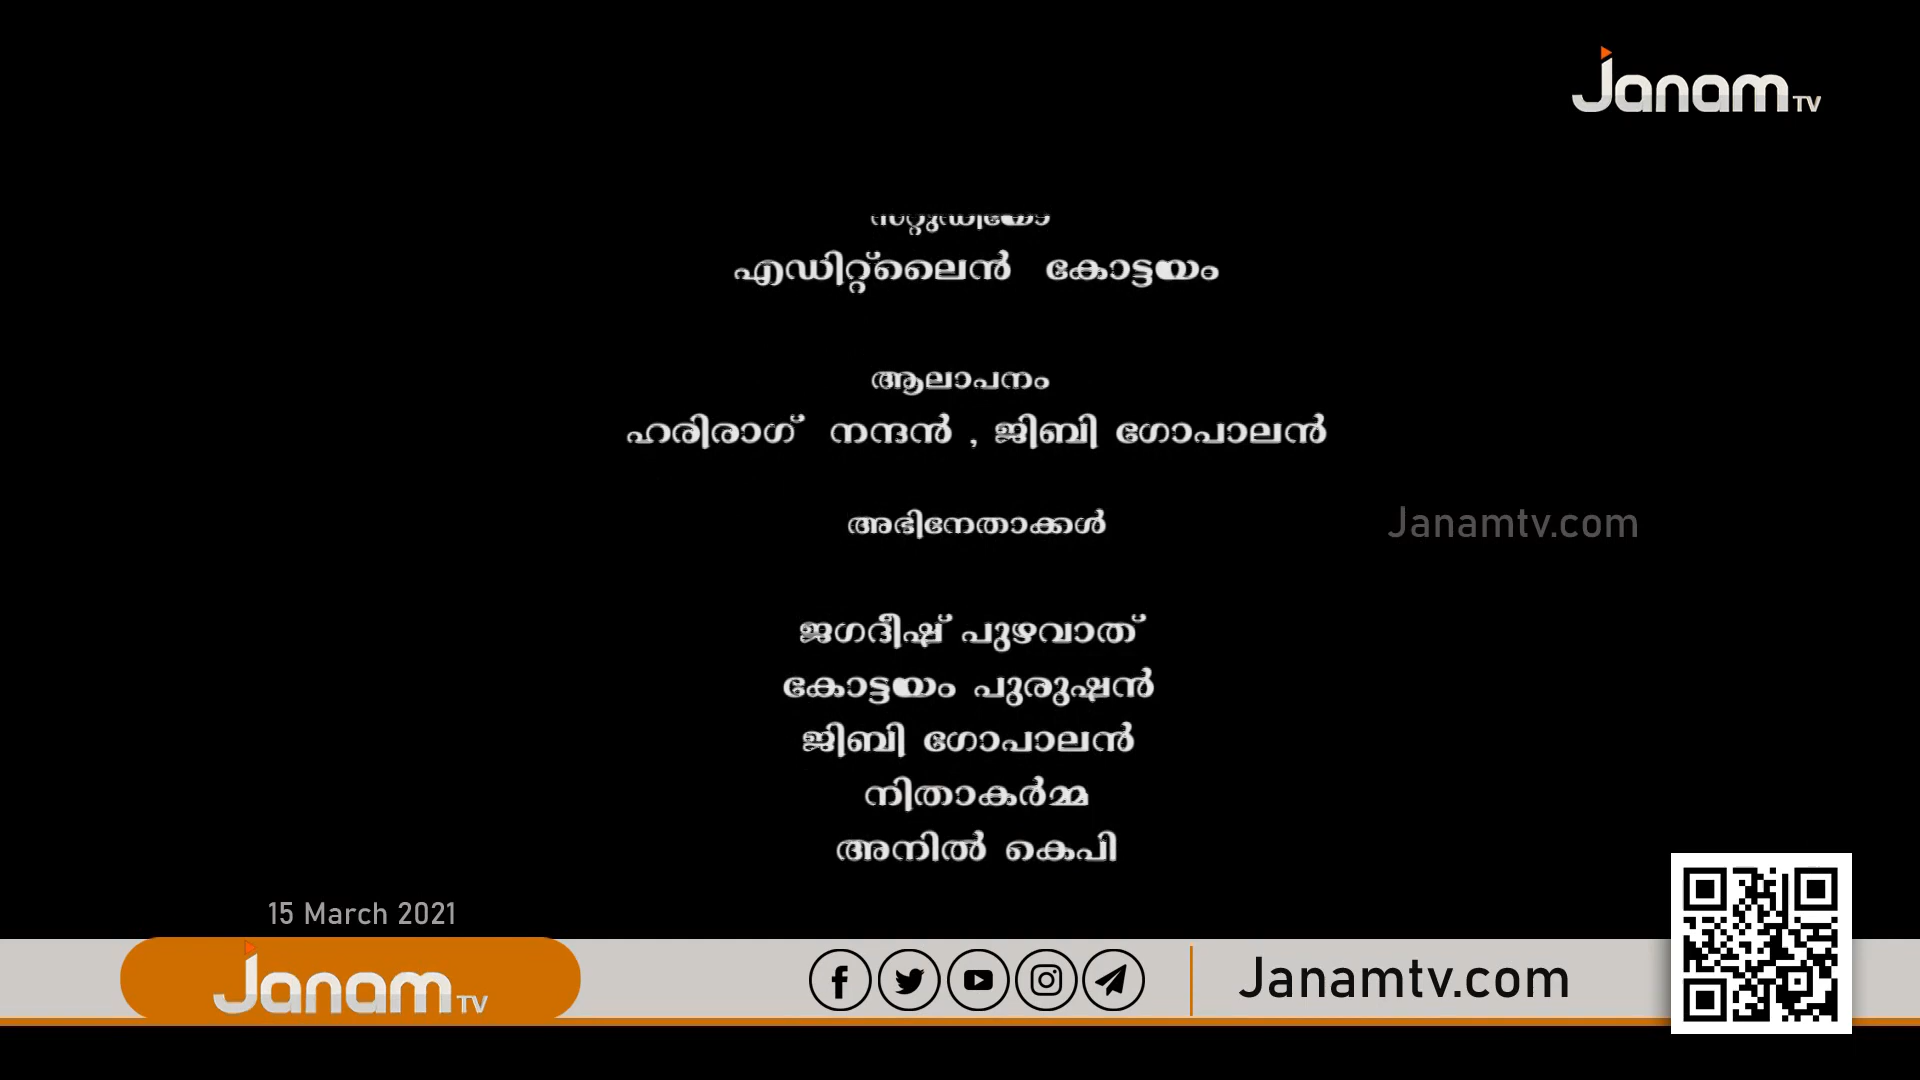 Janam TV
സ്റ്റുഡിയോ
എഡിറ്റ്ലൈൻ കോട്ടയം
ആലാപനം
ഹരിരാഗ് നന്ദൻ , ജിബി ഗോപാലൻ
അഭിനേതാക്കൾ
Janamtv.com
ജഗദീഷ് പുഴവാത്
കോട്ടയം പുരുഷൻ
ജിബി ഗോപാലൻ
നിതാകർമ്മ
അനിൽ കെപി
15 March 2021
Janam TV
Janamtv.com